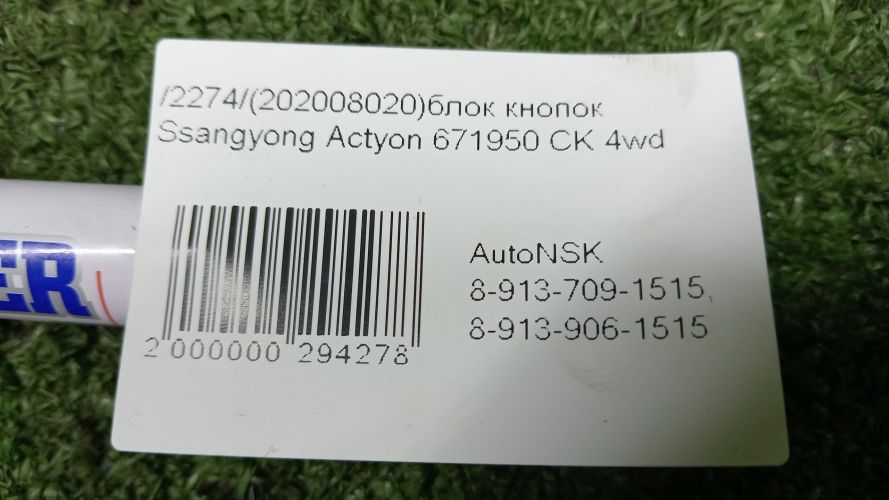 /2274/(202008020)блок кнопок
Ssangyong Actyon 671950 CK 4wd
AutoNSK
8-913-709-1515,
8-913-906-1515
2 000000 294278
ER